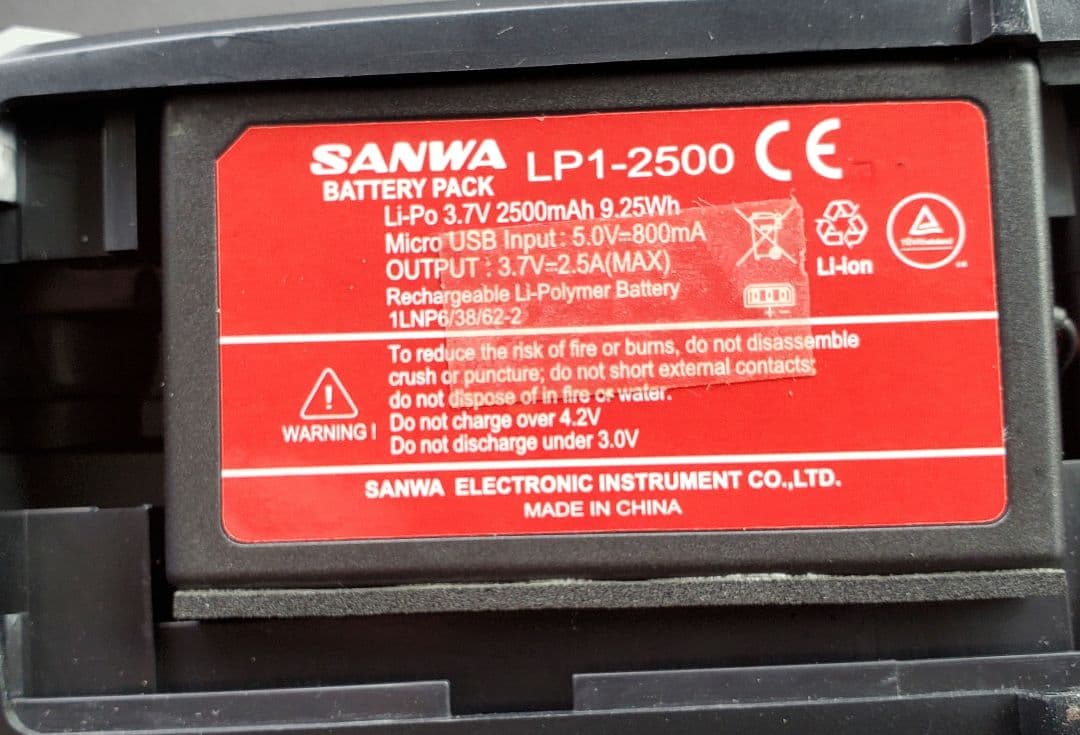 SANWA
BATTERY PACK
LP1-2500 CE
Li-Po 3.7V 2500mAh 9.25Wh
Micro USB Input: 5.0V=800mA
OUTPUT : 3.7V=2.5A(MAX)
Rechargeable Li-Polymer Battery
1LNP6/38/62-2
Li-ion
+ -
WARNING !
To reduce the risk of fire or burns, do not disassemble
crush or puncture; do not short external contacts;
do not dispose of in fire or water.
Do not charge over 4.2V
Do not discharge under 3.0V
SANWA ELECTRONIC INSTRUMENT CO.,LTD.
MADE IN CHINA